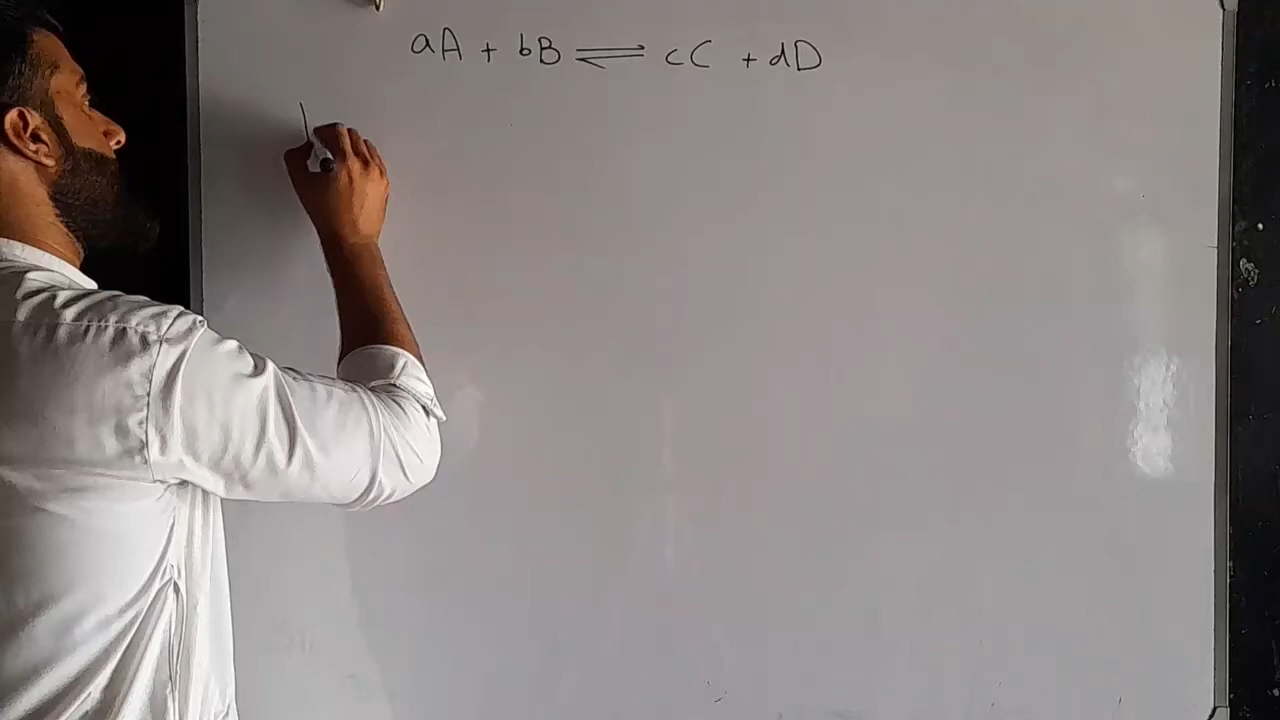 aA + bB ⇌ cC + dD